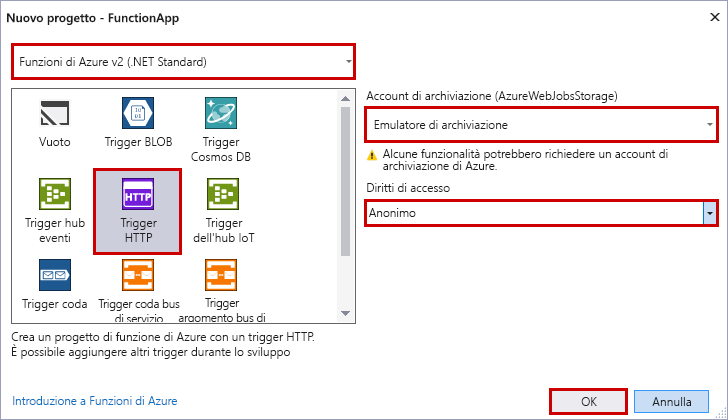 Nuovo progetto - FunctionApp
Funzioni di Azure v2 (.NET Standard)
Vuoto
Trigger BLOB
Trigger
Cosmos DB
Trigger hub
eventi
HTTP
Trigger
HTTP
Trigger
dell'hub IoT
Trigger coda
Trigger coda bus
di servizio
Trigger
argomento bus di
Crea un progetto di funzione di Azure con un trigger HTTP.
È possibile aggiungere altri trigger durante lo sviluppo
Account di archiviazione (AzureWebJobsStorage)
Emulatore di archiviazione
Alcune funzionalità potrebbero richiedere un account di
archiviazione di Azure.
Diritti di accesso
Anonimo
Introduzione a Funzioni di Azure
OK
Annulla